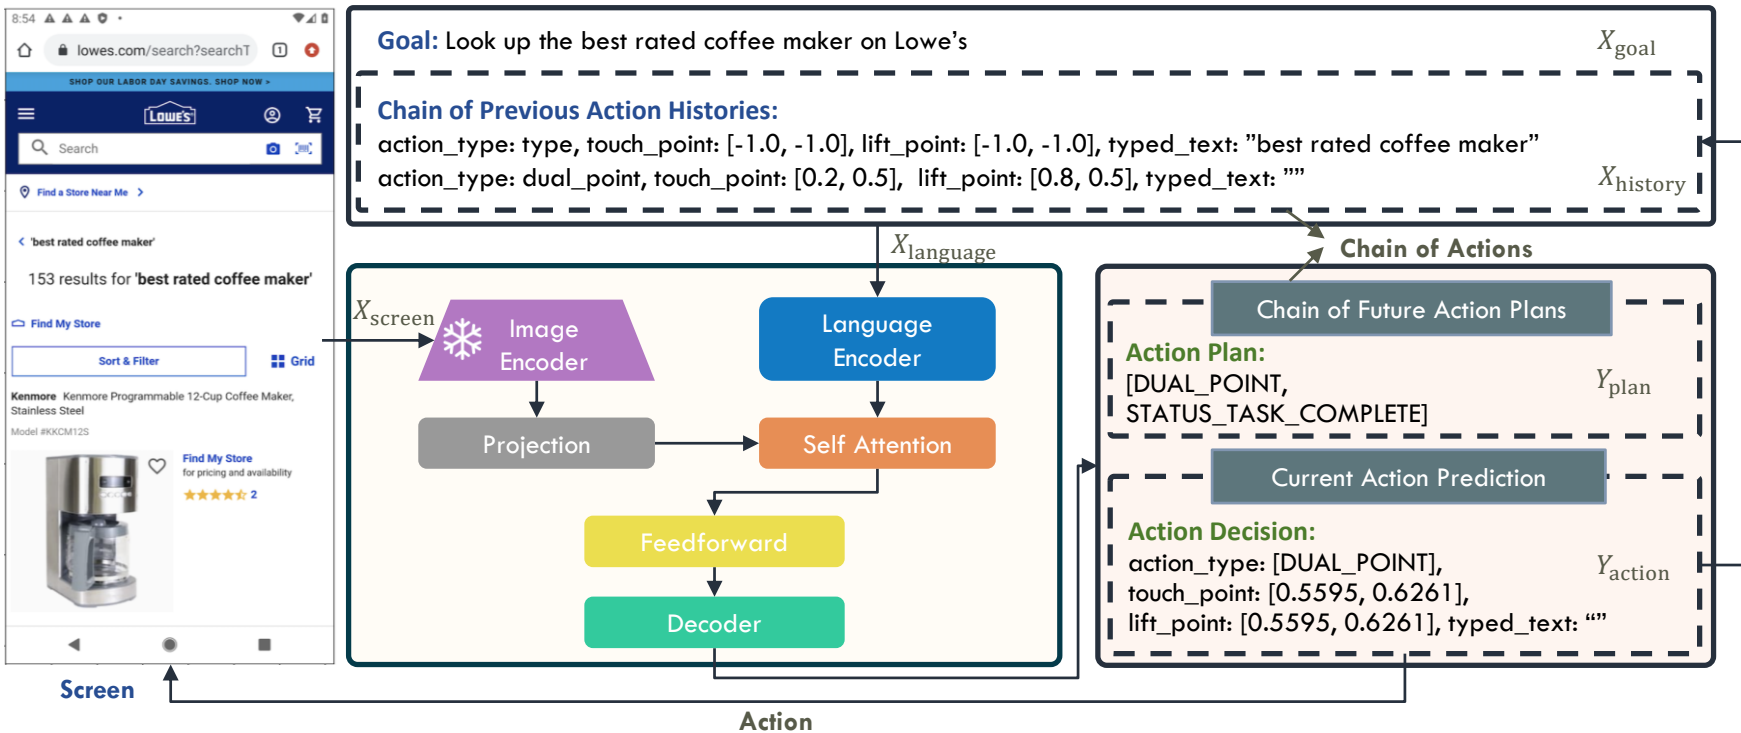 8:54
lowes.com/search?searchT
1
SHOP OUR LABOR DAY SAVINGS. SHOP NOW >
LOWE'S
Search
Find a Store Near Me >
< 'best rated coffee maker'
153 results for 'best rated coffee maker'
Find My Store
Sort & Filter
Grid
Kenmore Kenmore Programmable 12-Cup Coffee Maker,
Stainless Steel
Model #KKCM12S
Find My Store
for pricing and availability
2
Screen
Goal: Look up the best rated coffee maker on Lowe's
X_goal
Chain of Previous Action Histories:
action_type: type, touch_point: [-1.0, -1.0], lift_point: [-1.0, -1.0], typed_text: "best rated coffee maker"
action_type: dual_point, touch_point: [0.2, 0.5], lift_point: [0.8, 0.5], typed_text: ""
X_history
X_language
Chain of Actions
X_screen
Image
Encoder
Language
Encoder
Projection
Self Attention
Feedforward
Decoder
Chain of Future Action Plans
Action Plan:
[DUAL_POINT,
STATUS_TASK_COMPLETE]
Y_plan
Current Action Prediction
Action Decision:
action_type: [DUAL_POINT],
touch_point: [0.5595, 0.6261],
lift_point: [0.5595, 0.6261], typed_text: “”
Y_action
Action